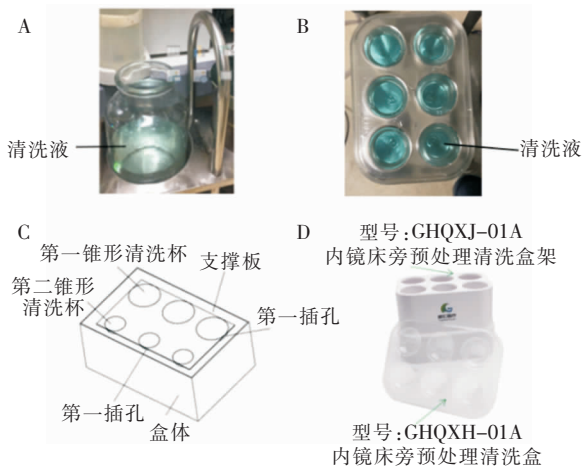 A
B
清洗液
清洗液
C
第一锥形清洗杯
支撑板
第二锥形
清洗杯
第一插孔
第一插孔
盒体
D
型号:GHQXJ-01A
内镜床旁预处理清洗盒架
型号:GHQXH-01A
内镜床旁预处理清洗盒